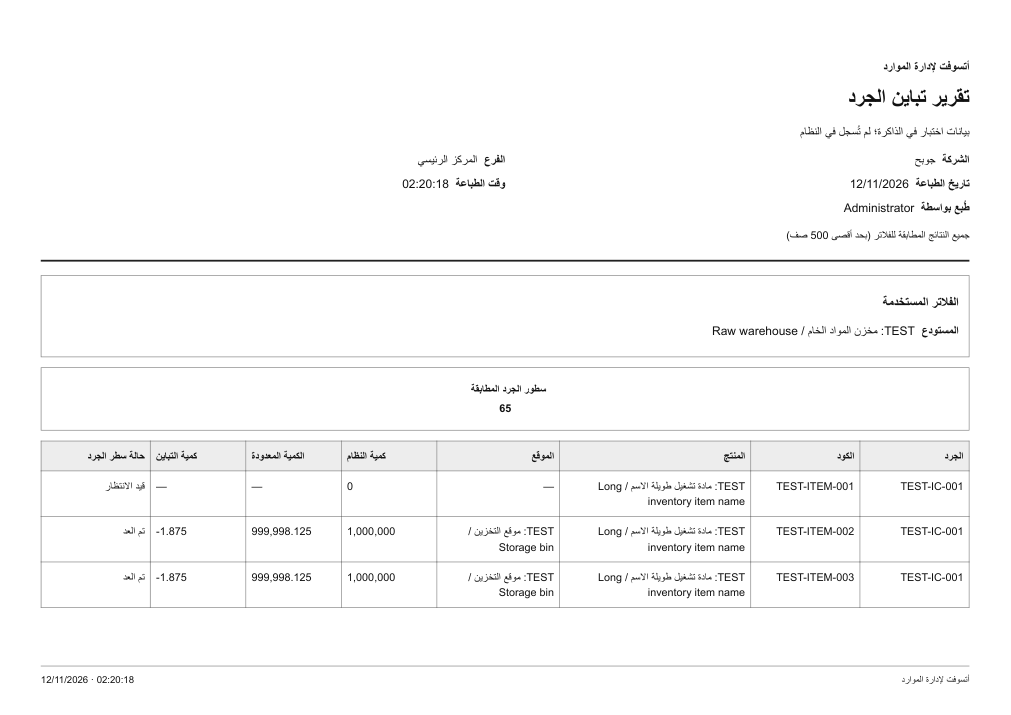 أتسوفت لإدارة الموارد
تقرير تباين الجرد
بيانات اختبار في الذاكرة؛ لم تُسجل في النظام
الشركة جوبح
الفرع المركز الرئيسي
تاريخ الطباعة 12/11/2026
وقت الطباعة 02:20:18
طُبع بواسطة Administrator
جميع النتائج المطابقة للفلاتر (بحد أقصى 500 صف)
الفلاتر المستخدمة
المستودع TEST: مخزن المواد الخام / Raw warehouse
سطور الجرد المطابقة
65
الجرد الكود المنتج الموقع كمية النظام الكمية المعدودة كمية التباين حالة سطر الجرد
TEST-IC-001 TEST-ITEM-001 TEST: مادة تشغيل طويلة الاسم / Long — 0 — — قيد الانتظار
inventory item name
TEST-IC-001 TEST-ITEM-002 TEST: مادة تشغيل طويلة الاسم / Long TEST: موقع التخزين / 1,000,000 999,998.125 -1.875 تم العد
inventory item name Storage bin
TEST-IC-001 TEST-ITEM-003 TEST: مادة تشغيل طويلة الاسم / Long TEST: موقع التخزين / 1,000,000 999,998.125 -1.875 تم العد
inventory item name Storage bin
أتسوفت لإدارة الموارد
12/11/2026 · 02:20:18